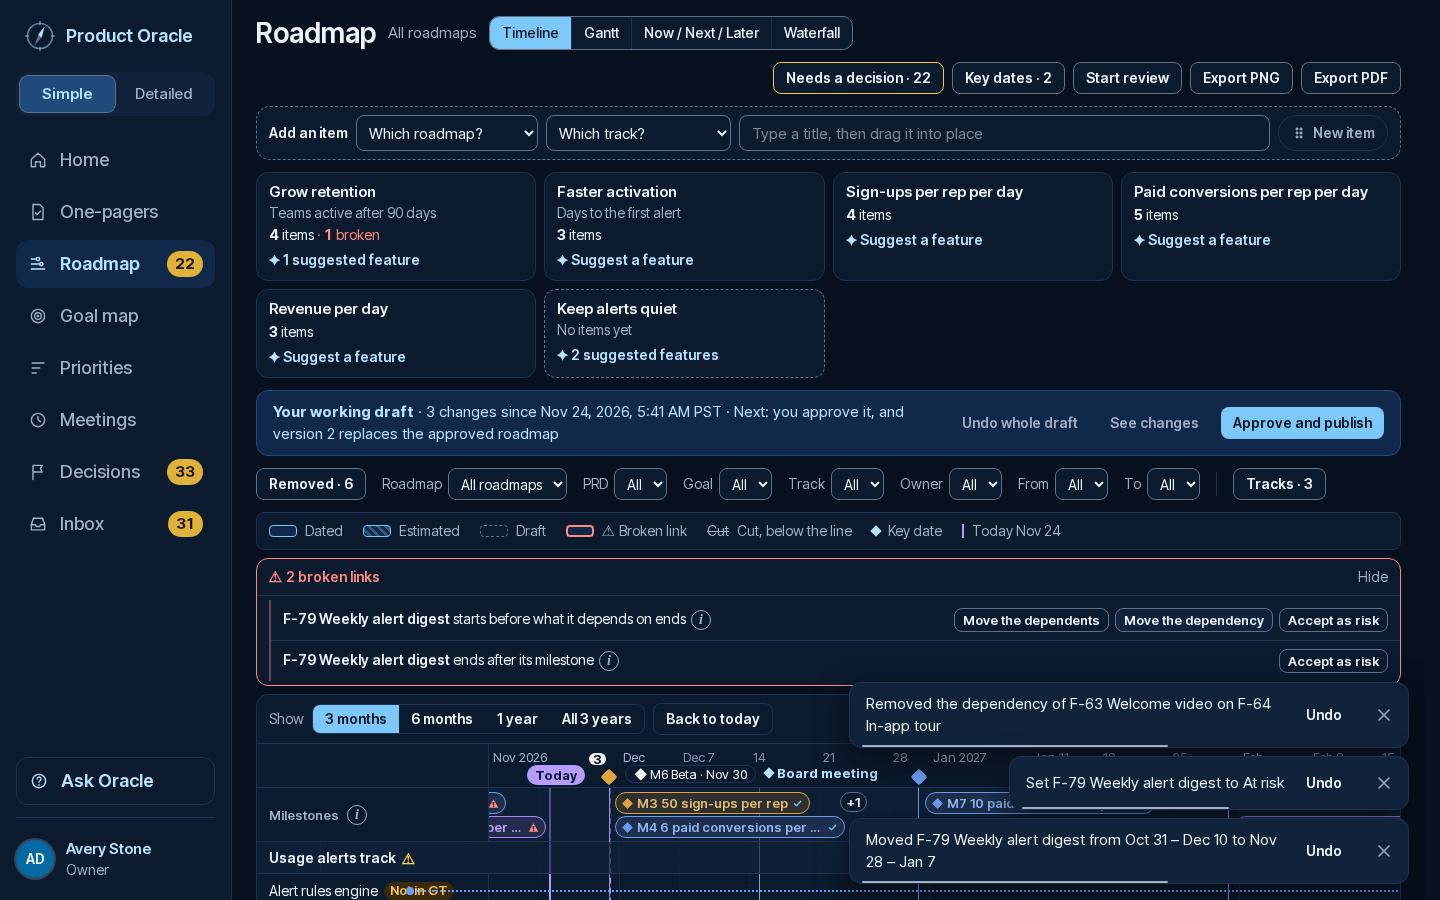 Product Oracle
Simple
Detailed
Home
One-pagers
Roadmap
22
Goal map
Priorities
Meetings
Decisions
33
Inbox
31
Ask Oracle
AD
Avery Stone
Owner
Roadmap
All roadmaps
Timeline
Gantt
Now / Next / Later
Waterfall
Needs a decision · 22
Key dates · 2
Start review
Export PNG
Export PDF
Add an item
Which roadmap?
Which track?
Type a title, then drag it into place
New item
Grow retention
Teams active after 90 days
4 items · 1 broken
1 suggested feature
Faster activation
Days to the first alert
3 items
Suggest a feature
Sign-ups per rep per day
4 items
Suggest a feature
Paid conversions per rep per day
5 items
Suggest a feature
Revenue per day
3 items
Suggest a feature
Keep alerts quiet
No items yet
2 suggested features
Your working draft · 3 changes since Nov 24, 2026, 5:41 AM PST · Next: you approve it, and
version 2 replaces the approved roadmap
Undo whole draft
See changes
Approve and publish
Removed · 6
Roadmap
All roadmaps
PRD
All
Goal
All
Track
All
Owner
All
From
All
To
All
Tracks · 3
Dated
Estimated
Draft
⚠ Broken link
Cut
Cut, below the line
Key date
Today Nov 24
⚠ 2 broken links
Hide
F-79 Weekly alert digest starts before what it depends on ends i
Move the dependents
Move the dependency
Accept as risk
F-79 Weekly alert digest ends after its milestone i
Accept as risk
Show
3 months
6 months
1 year
All 3 years
Back to today
Nov 2026
3
Dec
Dec 7
14
21
28
Jan 2027
Today
M6 Beta · Nov 30
Board meeting
Milestones i
M3 50 sign-ups per rep ✓
+1
M7 10 paid
per ... ⚠
M4 6 paid conversions per ... ✓
Usage alerts track ⚠
Alert rules engine
Removed the dependency of F-63 Welcome video on F-64
In-app tour
Undo
Set F-79 Weekly alert digest to At risk
Undo
Moved F-79 Weekly alert digest from Oct 31 – Dec 10 to Nov
28 – Jan 7
Undo